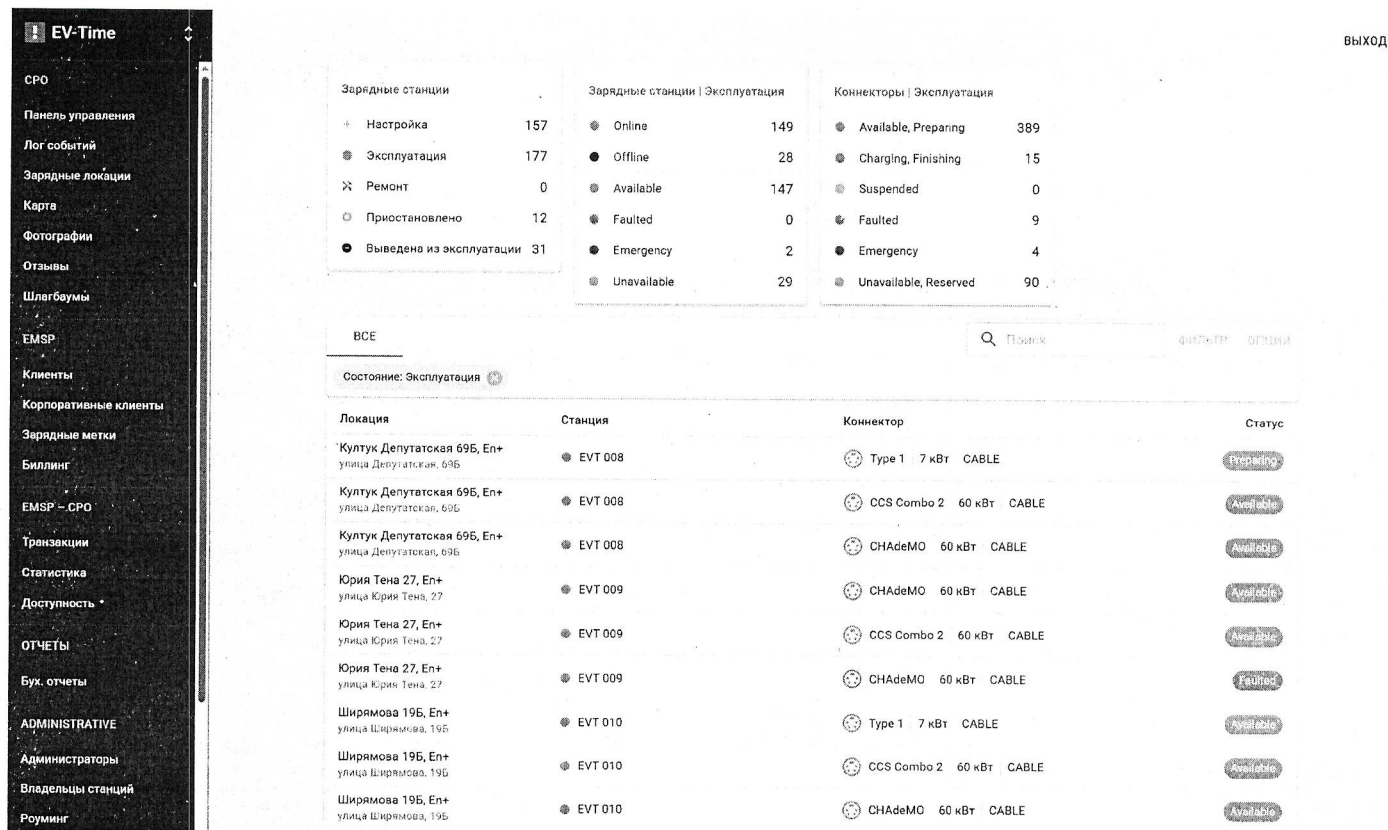 EV-Time
ВЫХОД
CPO
Панель управления
Лог событий
Зарядные локации
Карта
Фотографии
Отзывы
Шлагбаумы
EMSP
Клиенты
Корпоративные клиенты
Зарядные метки
Биллинг
EMSP – CPO
Транзакции
Статистика
Доступность *
ОТЧЕТЫ
Бух. отчеты
ADMINISTRATIVE
Администраторы
Владельцы станций
Роуминг
Зарядные станции
Настройка 157
Эксплуатация 177
Ремонт 0
Приостановлено 12
Выведена из эксплуатации 31
Зарядные станции | Эксплуатация
Online 149
Offline 28
Available 147
Faulted 0
Emergency 2
Unavailable 29
Коннекторы | Эксплуатация
Available, Preparing 389
Charging, Finishing 15
Suspended 0
Faulted 9
Emergency 4
Unavailable, Reserved 90
ВСЕ
Поиск
ФИЛЬТР ОПЦИИ
Состояние: Эксплуатация
Локация Станция Коннектор Статус
Култук Депутатская 69Б, En+
улица Депутатская, 69Б
EVT 008 Type 1 7 кВт CABLE Preparing
Култук Депутатская 69Б, En+
улица Депутатская, 69Б
EVT 008 CCS Combo 2 60 кВт CABLE Available
Култук Депутатская 69Б, En+
улица Депутатская, 69Б
EVT 008 CHAdeMO 60 кВт CABLE Available
Юрия Тена 27, En+
улица Юрия Тена, 27
EVT 009 CHAdeMO 60 кВт CABLE Available
Юрия Тена 27, En+
улица Юрия Тена, 27
EVT 009 CCS Combo 2 60 кВт CABLE Available
Юрия Тена 27, En+
улица Юрия Тена, 27
EVT 009 CHAdeMO 60 кВт CABLE Faulted
Ширямова 19Б, En+
улица Ширямова, 19Б
EVT 010 Type 1 7 кВт CABLE Available
Ширямова 19Б, En+
улица Ширямова, 19Б
EVT 010 CCS Combo 2 60 кВт CABLE Available
Ширямова 19Б, En+
улица Ширямова, 19Б
EVT 010 CHAdeMO 60 кВт CABLE Available